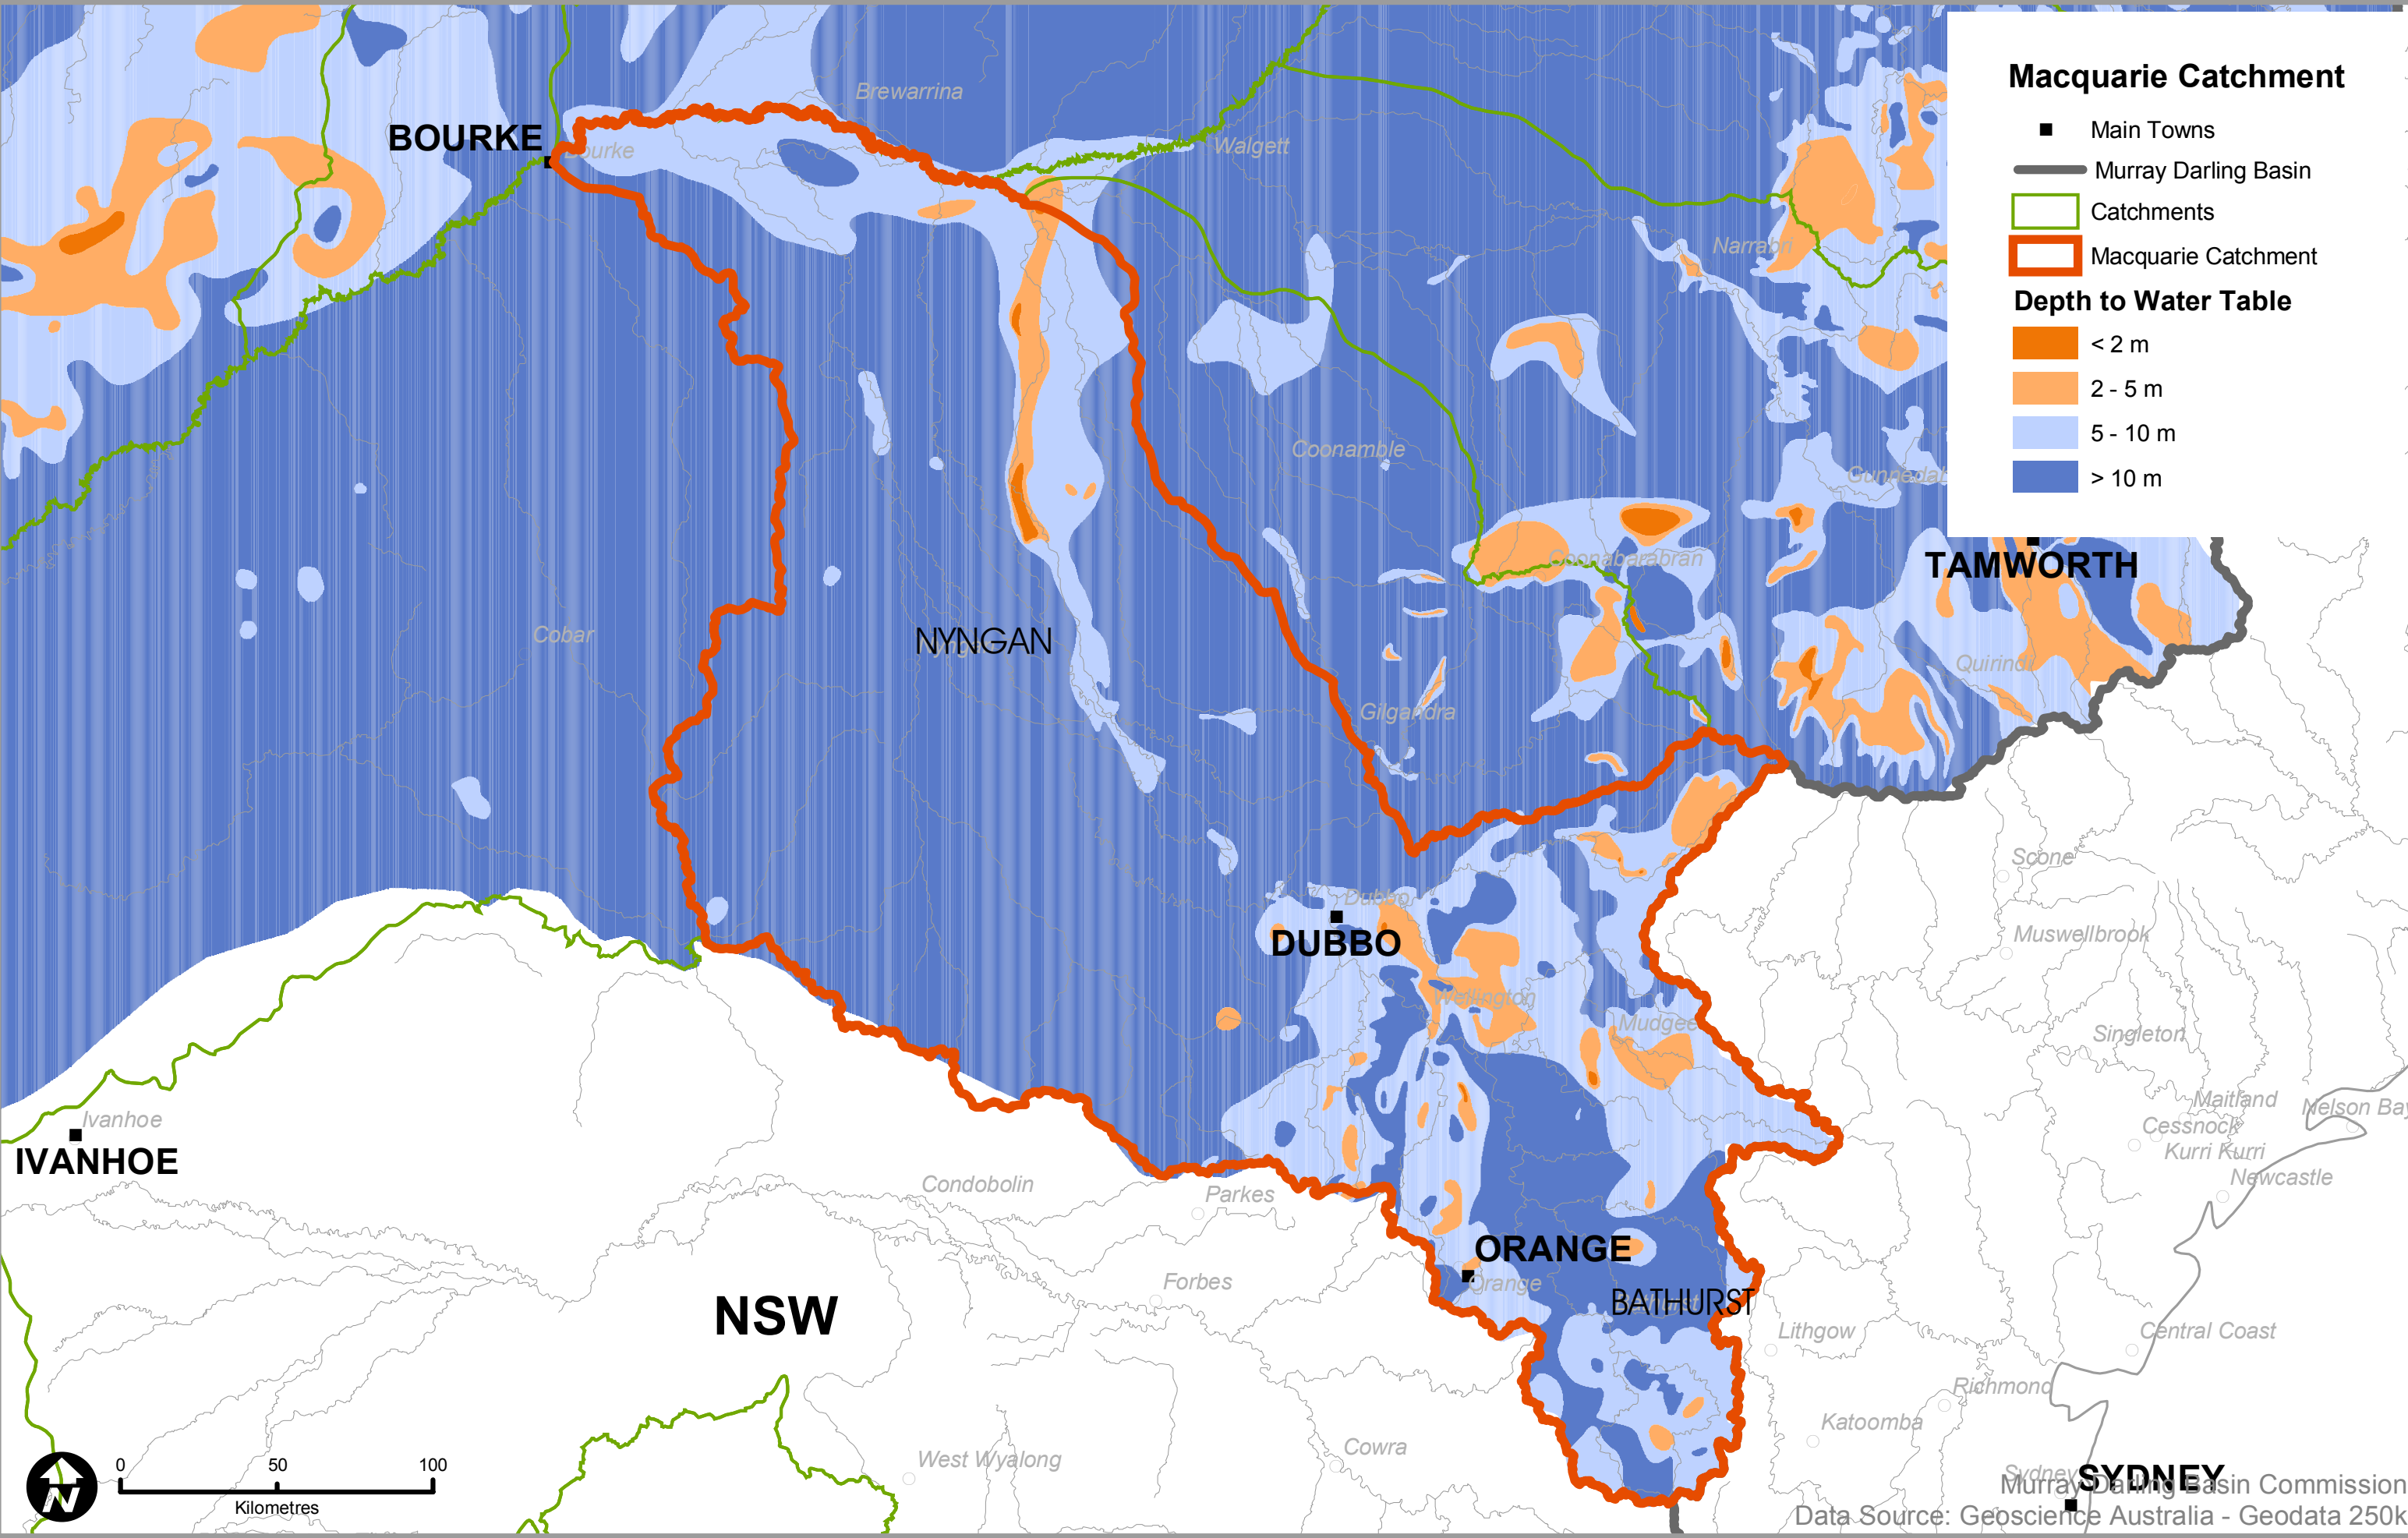 Macquarie Catchment
Main Towns
Murray Darling Basin
Catchments
Macquarie Catchment
Depth to Water Table
< 2 m
2 - 5 m
5 - 10 m
> 10 m
Brewarrina
BOURKE
Bourke
Walgett
Narrabri
Coonamble
Gunnedah
Coonabarabran
TAMWORTH
Cobar
NYNGAN
Nyngan
Quirindi
Gilgandra
Scone
Dubbo
DUBBO
Muswellbrook
Wellington
Mudgee
Singleton
Ivanhoe
IVANHOE
Maitland
Nelson Bay
Cessnock
Kurri Kurri
Condobolin
Parkes
Newcastle
ORANGE
Orange
Forbes
NSW
BATHURST
Bathurst
Lithgow
Central Coast
Richmond
Katoomba
Cowra
West Wyalong
0 50 100
Kilometres
N
Sydney
SYDNEY
Murray Darling Basin Commission
Data Source: Geoscience Australia - Geodata 250k